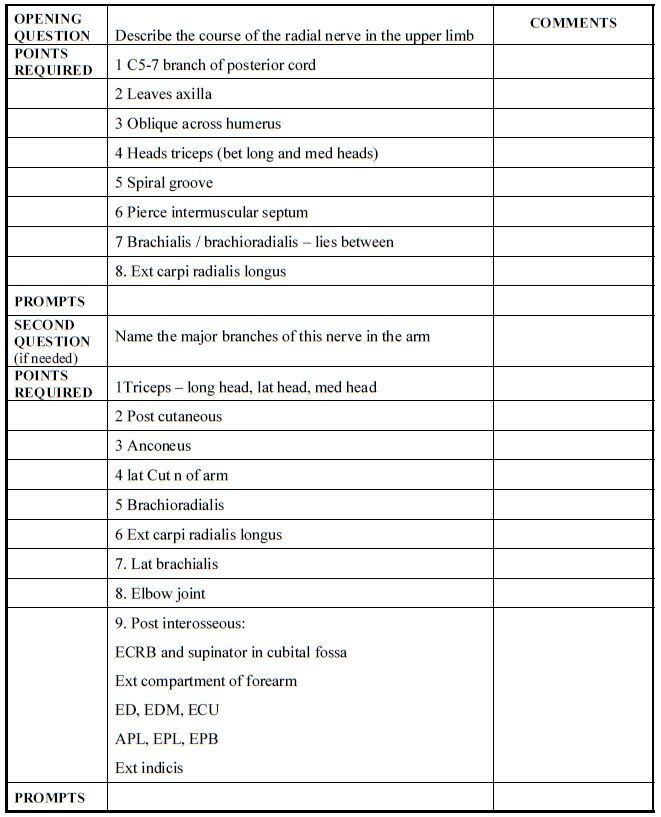 OPENING
QUESTION
Describe the course of the radial nerve in the upper limb
COMMENTS
POINTS
REQUIRED
1 C5-7 branch of posterior cord
2 Leaves axilla
3 Oblique across humerus
4 Heads triceps (bet long and med heads)
5 Spiral groove
6 Pierce intermuscular septum
7 Brachialis / brachioradialis – lies between
8. Ext carpi radialis longus
PROMPTS
SECOND
QUESTION
(if needed)
Name the major branches of this nerve in the arm
POINTS
REQUIRED
1Triceps – long head, lat head, med head
2 Post cutaneous
3 Anconeus
4 lat Cut n of arm
5 Brachioradialis
6 Ext carpi radialis longus
7. Lat brachialis
8. Elbow joint
9. Post interosseous:
ECRB and supinator in cubital fossa
Ext compartment of forearm
ED, EDM, ECU
APL, EPL, EPB
Ext indicis
PROMPTS